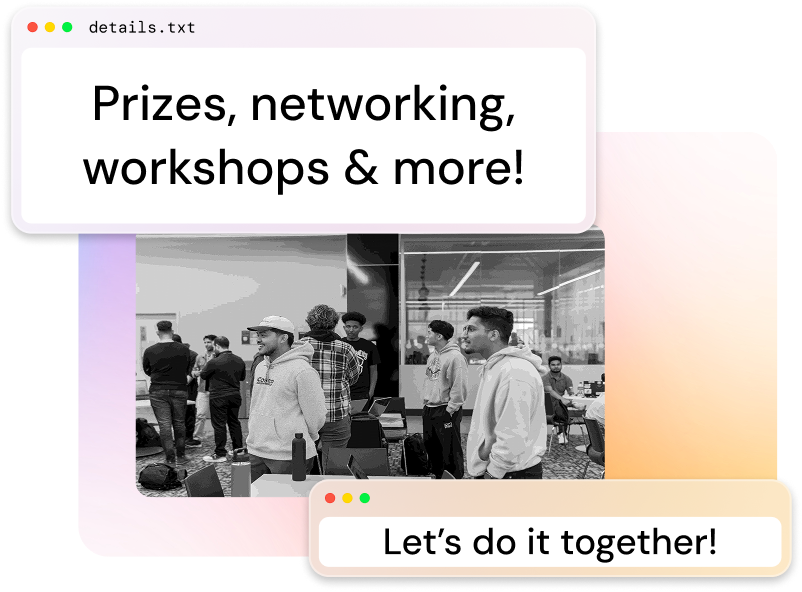 details.txt
Prizes, networking,
workshops & more!
Let's do it together!